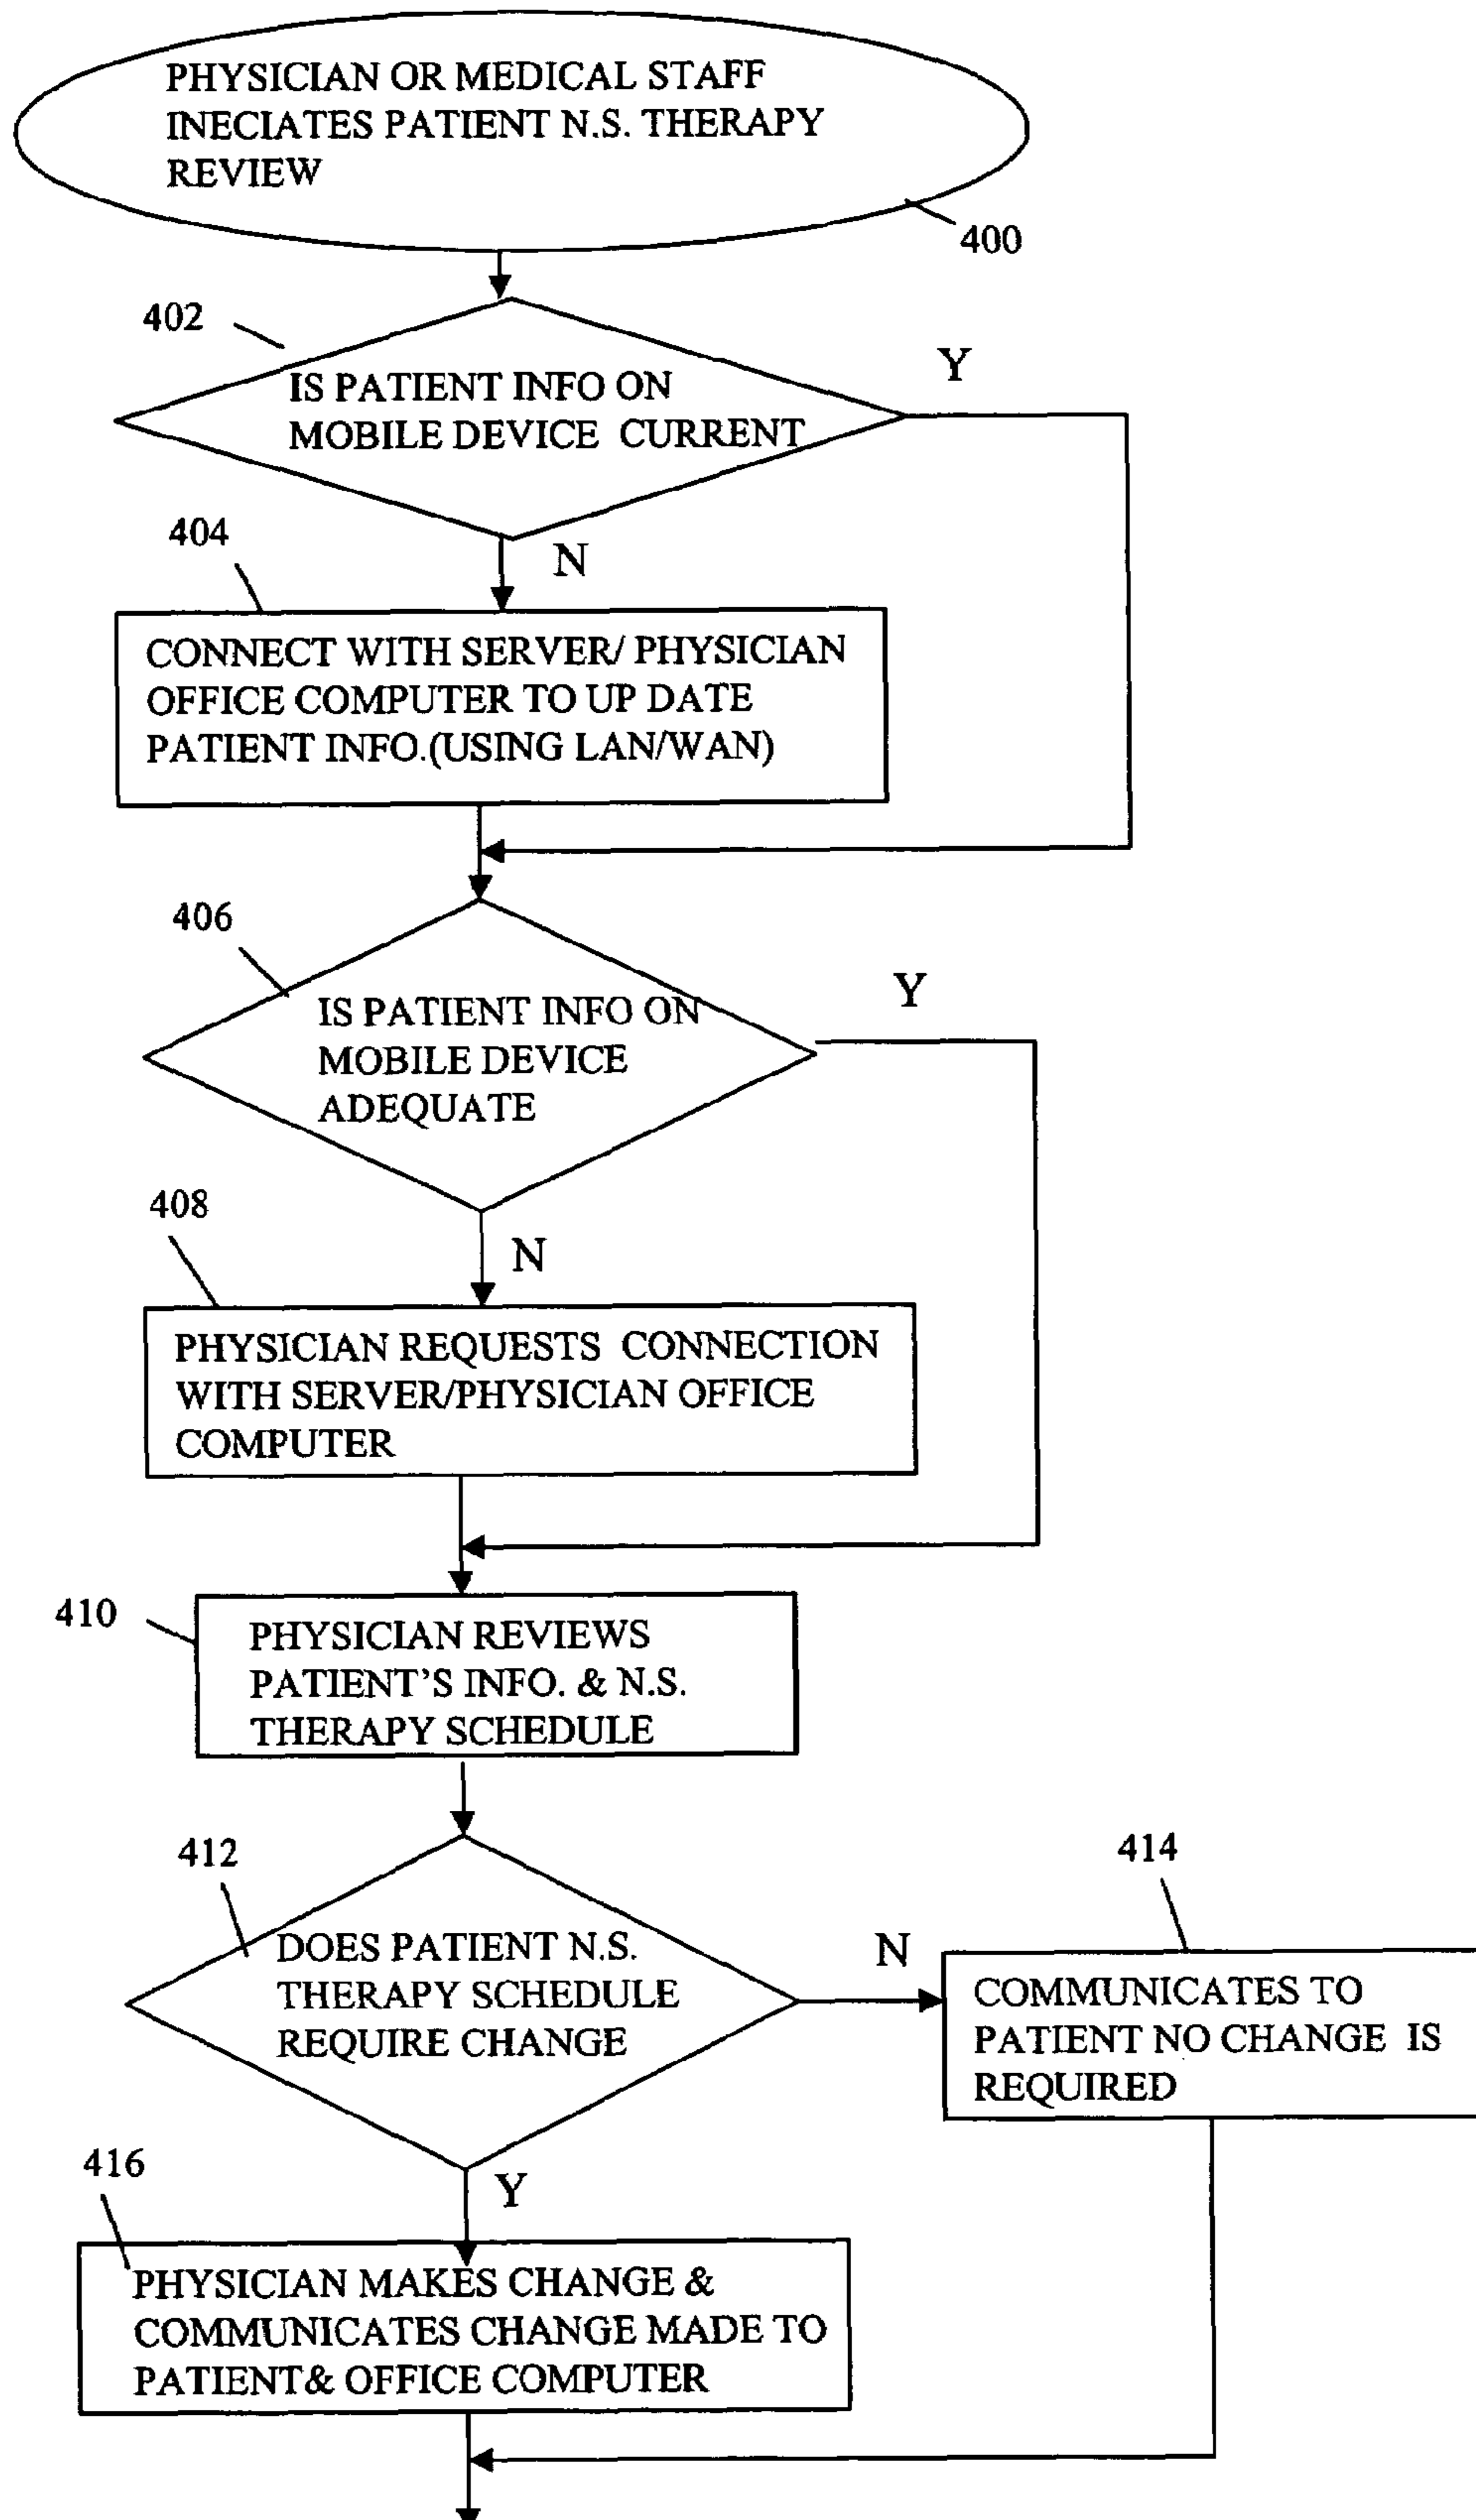 PHYSICIAN OR MEDICAL STAFF
INECIATES PATIENT N.S. THERAPY
REVIEW
400
402
IS PATIENT INFO ON
MOBILE DEVICE CURRENT
Y
N
404
CONNECT WITH SERVER/ PHYSICIAN
OFFICE COMPUTER TO UP DATE
PATIENT INFO.(USING LAN/WAN)
406
IS PATIENT INFO ON
MOBILE DEVICE
ADEQUATE
Y
N
408
PHYSICIAN REQUESTS CONNECTION
WITH SERVER/PHYSICIAN OFFICE
COMPUTER
410
PHYSICIAN REVIEWS
PATIENT'S INFO. & N.S.
THERAPY SCHEDULE
412
DOES PATIENT N.S.
THERAPY SCHEDULE
REQUIRE CHANGE
N
414
COMMUNICATES TO
PATIENT NO CHANGE IS
REQUIRED
Y
416
PHYSICIAN MAKES CHANGE &
COMMUNICATES CHANGE MADE TO
PATIENT& OFFICE COMPUTER